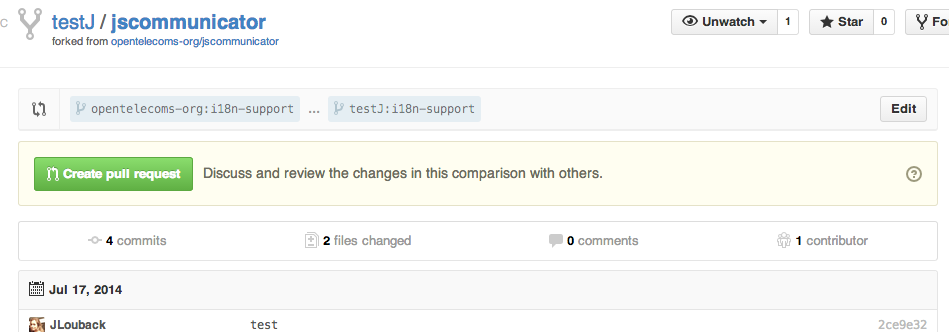 C testJ / jscommunicator Unwatch 1 Star 0 Fo
forked from opentelecoms-org/jscommunicator
opentelecoms-org:i18n-support ... testJ:i18n-support Edit
Create pull request Discuss and review the changes in this comparison with others. ?
4 commits 2 files changed 0 comments 1 contributor
Jul 17, 2014
JLouback test 2ce9e32